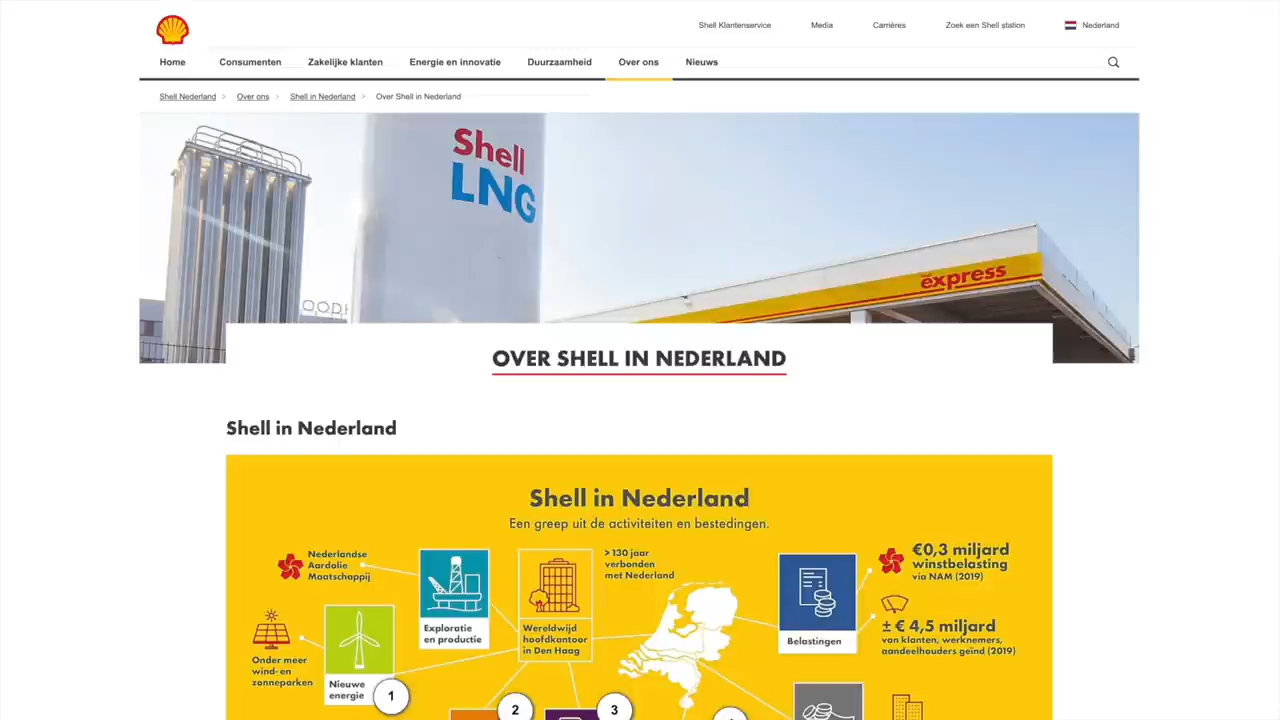 Shell Klantenservice
Media
Carrières
Zoek een Shell station
Nederland
Home
Consumenten
Zakelijke klanten
Energie en innovatie
Duurzaamheid
Over ons
Nieuws
Shell Nederland > Over ons > Shell in Nederland > Over Shell in Nederland
Shell
LNG
express
OVER SHELL IN NEDERLAND
Shell in Nederland
Shell in Nederland
Een greep uit de activiteiten en bestedingen.
Nederlandse
Aardolie
Maatschappij
Exploratie
en productie
> 130 jaar
verbonden
met Nederland
Wereldwijd
hoofdkantoor
in Den Haag
Belastingen
€0,3 miljard
winstbelasting
via NAM (2019)
± € 4,5 miljard
van klanten, werknemers,
aandeelhouders geïnd (2019)
Onder meer
wind- en
zonneparken
Nieuwe
energie
1
2
3